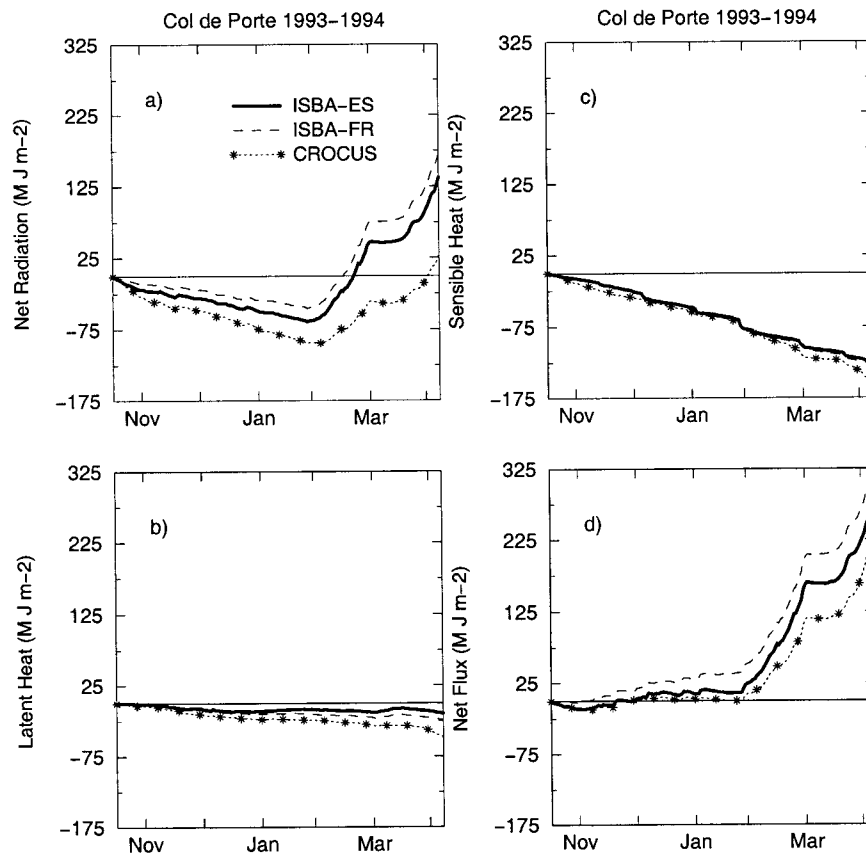 Col de Porte 1993-1994
Net Radiation (M J m-2)
325
225
125
25
-75
-175
a)
ISBA-ES
ISBA-FR
CROCUS
Nov
Jan
Mar
Col de Porte 1993-1994
Sensible Heat (M J m-2)
325
225
125
25
-75
-175
c)
Nov
Jan
Mar
Latent Heat (M J m-2)
325
225
125
25
-75
-175
b)
Nov
Jan
Mar
Net Flux (M J m-2)
325
225
125
25
-75
-175
d)
Nov
Jan
Mar